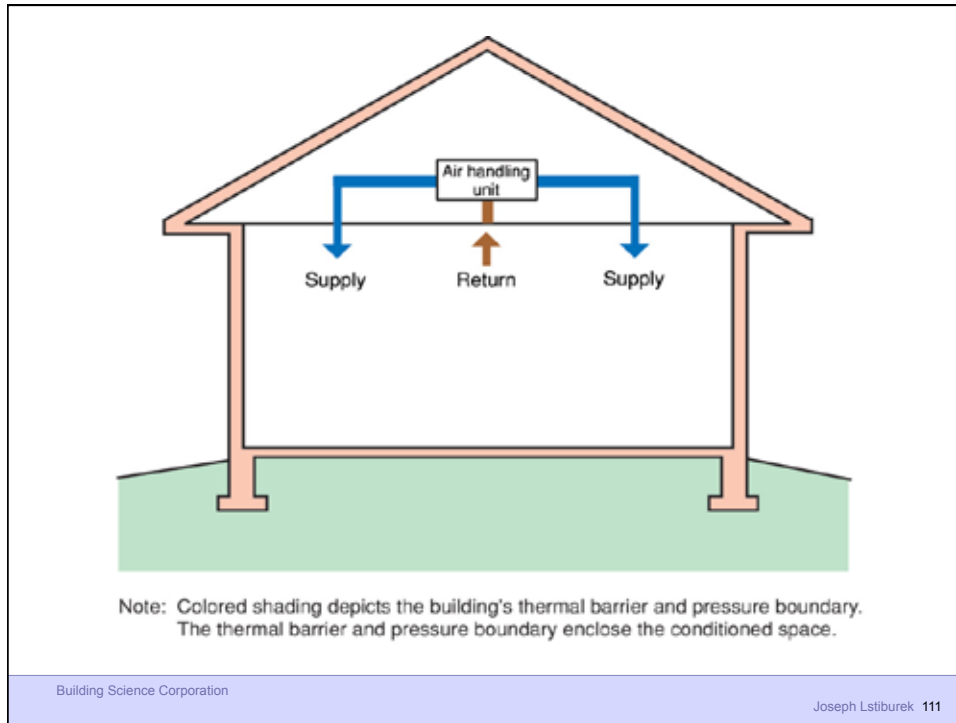 Air handling
unit
Supply
Return
Supply
Note: Colored shading depicts the building's thermal barrier and pressure boundary.
The thermal barrier and pressure boundary enclose the conditioned space.
Building Science Corporation
Joseph Lstiburek 111